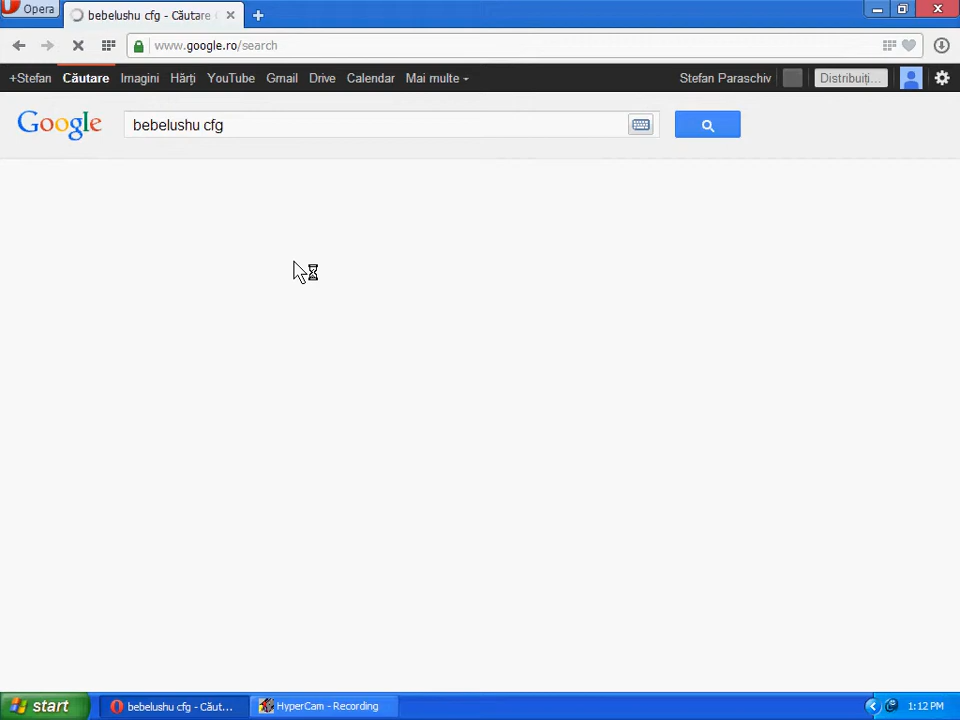 Opera
bebelushu cfg - Căutare
www.google.ro/search
+Stefan Căutare Imagini Hărți YouTube Gmail Drive Calendar Mai multe Stefan Paraschiv Distribuiți...
Google bebelushu cfg
start bebelushu cfg - Căut... HyperCam - Recording 1:12 PM